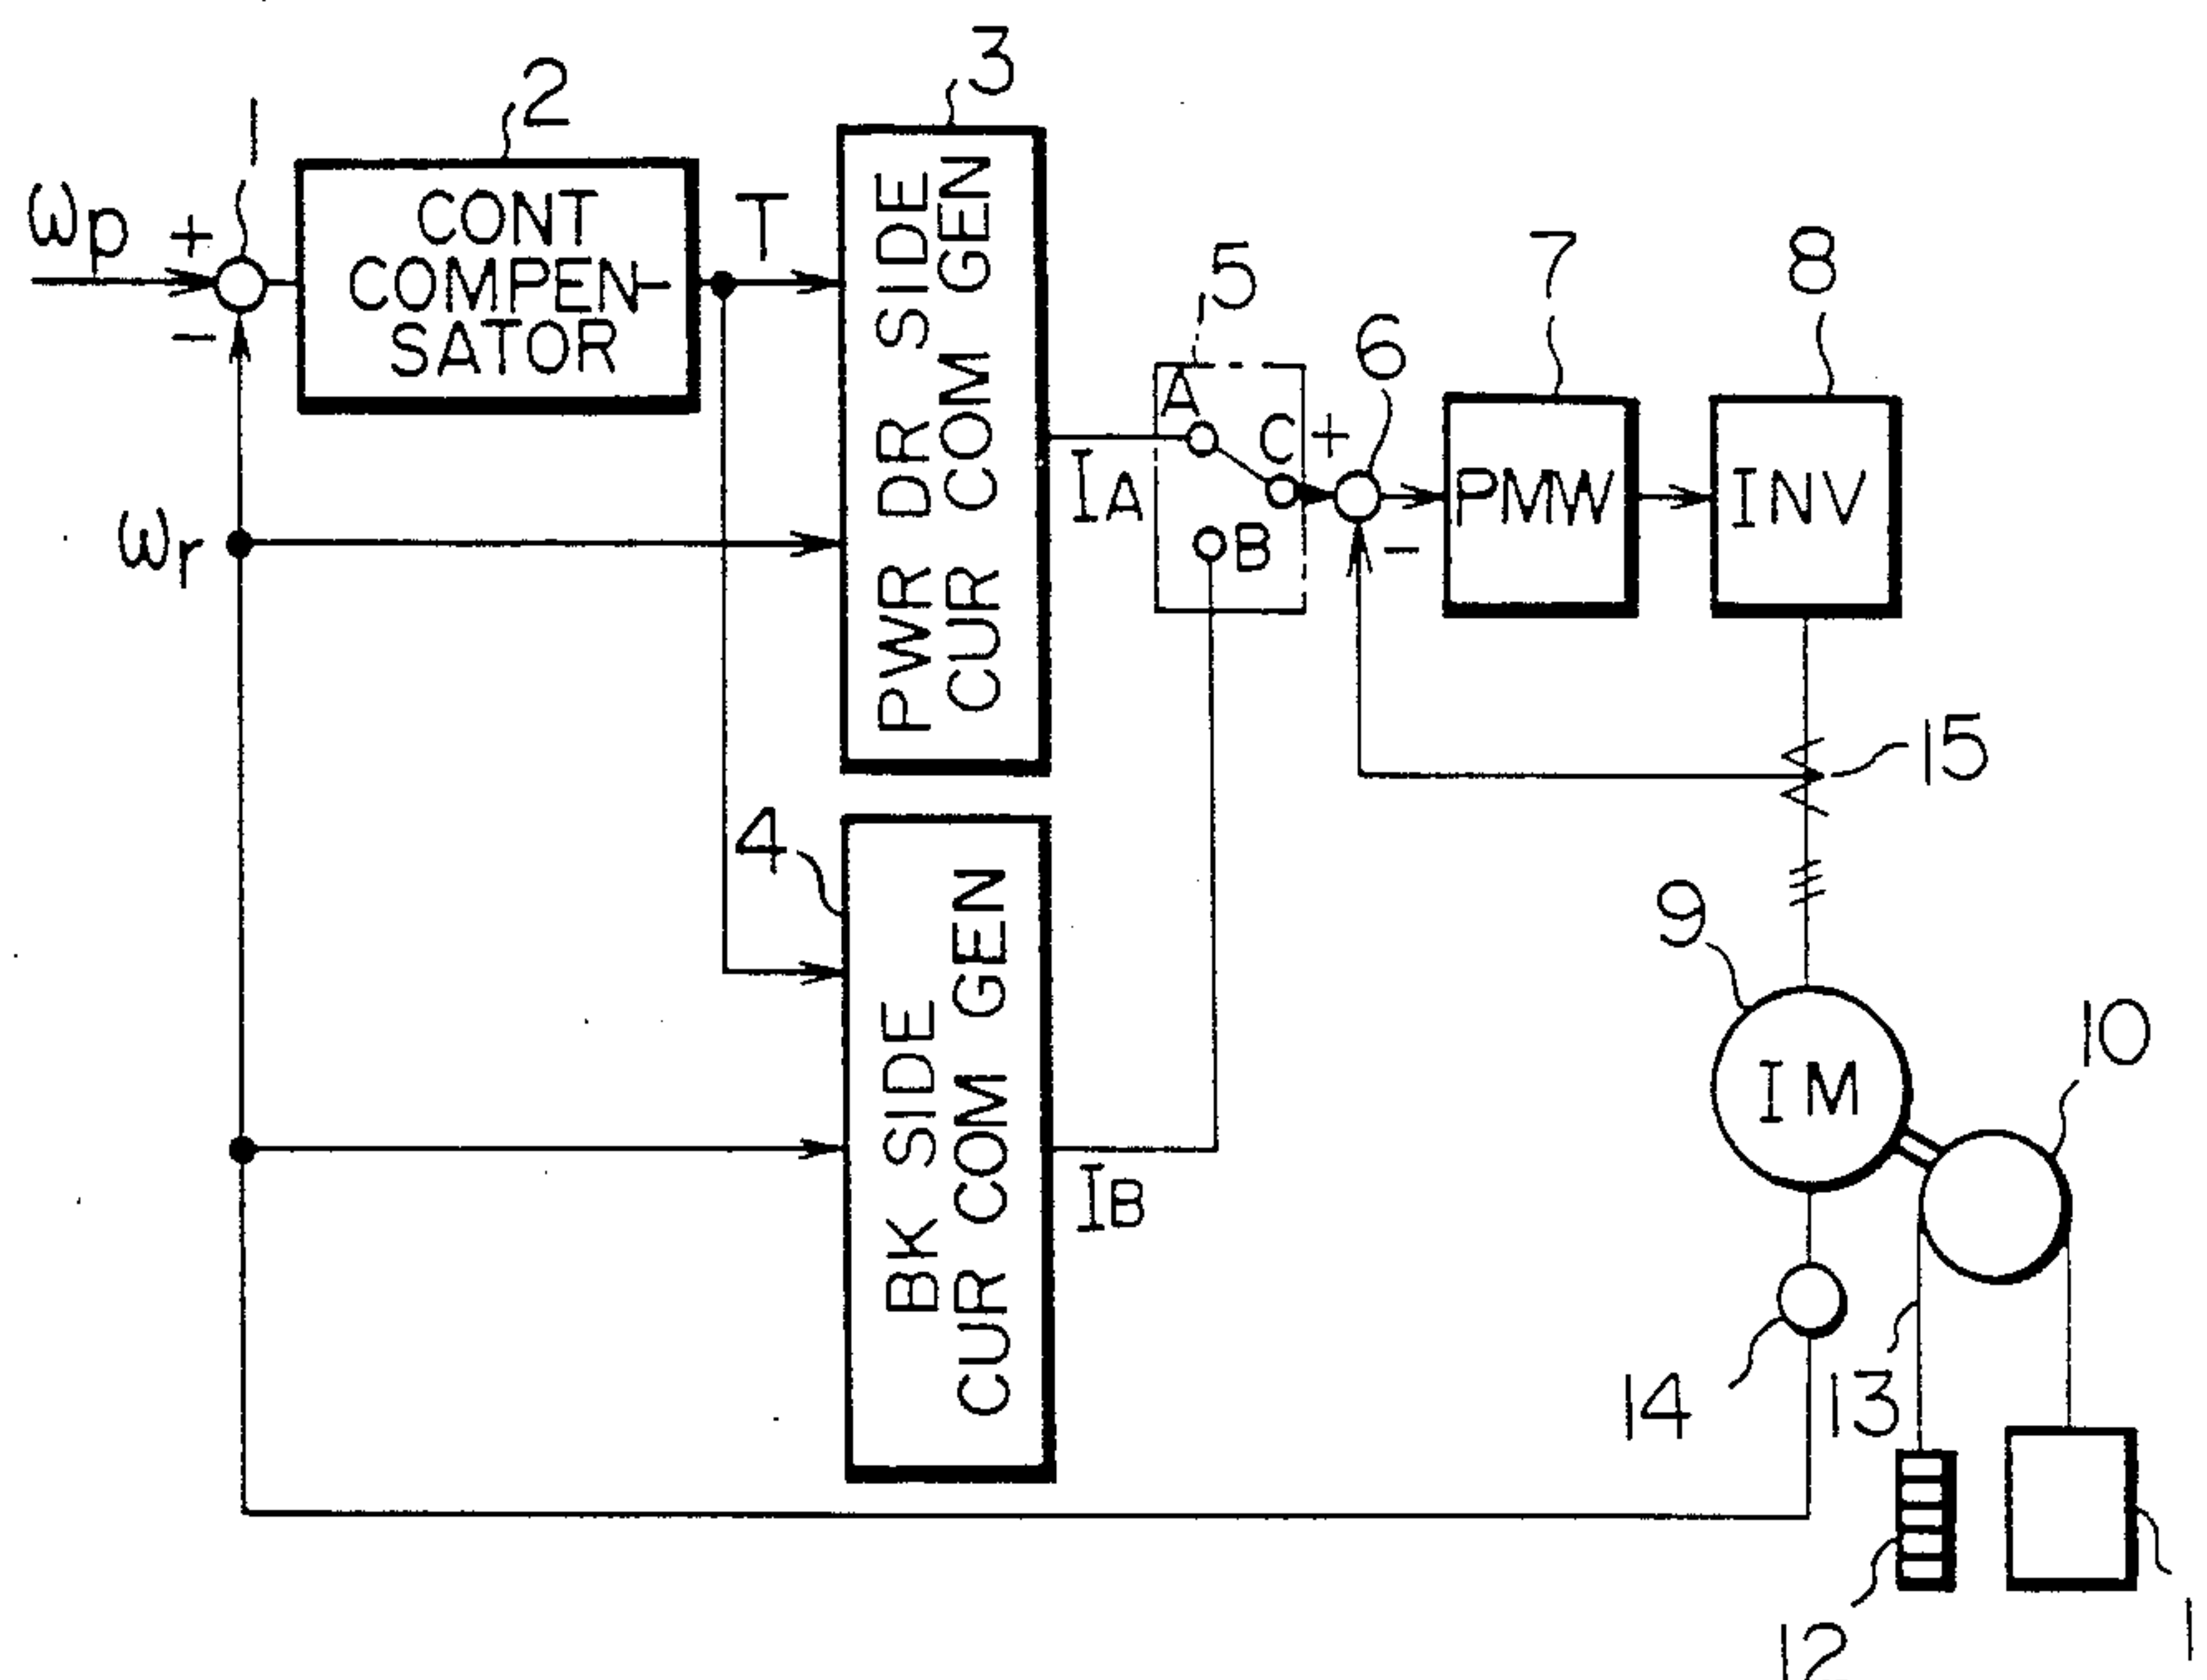 1
2
3
ωp
+
-
CONT
COMPEN-
SATOR
T
PWR DR SIDE
CUR COM GEN
5
A
C
B
+
-
6
7
8
PMW
INV
IA
ωr
15
4
BK SIDE
CUR COM GEN
IB
9
IM
10
14
13
12